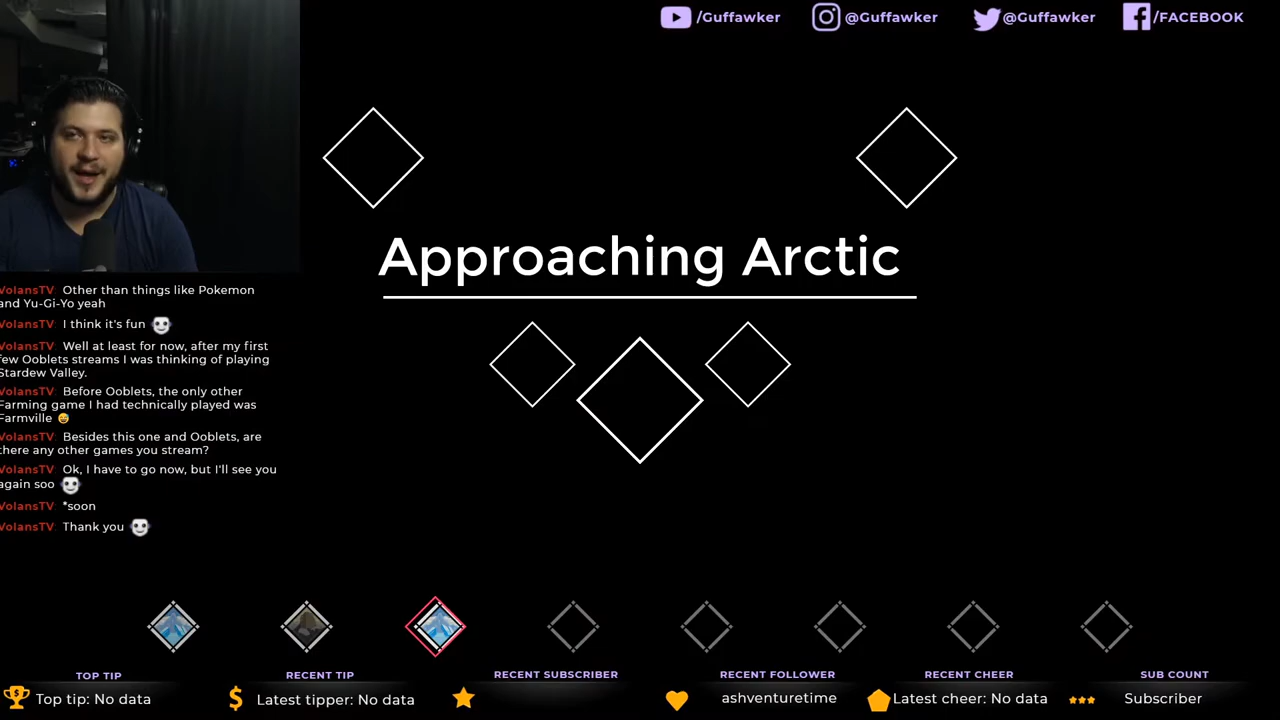 /Guffawker @Guffawker @Guffawker /FACEBOOK
Approaching Arctic
VolansTV Other than things like Pokemon
and Yu-Gi-Yo yeah
VolansTV I think it's fun
VolansTV Well at least for now, after my first
few Ooblets streams I was thinking of playing
Stardew Valley.
VolansTV Before Ooblets, the only other
Farming game I had technically played was
Farmville
VolansTV Besides this one and Ooblets, are
there any other games you stream?
VolansTV Ok, I have to go now, but I'll see you
again soo
VolansTV *soon
VolansTV Thank you
TOP TIP RECENT TIP RECENT SUBSCRIBER RECENT FOLLOWER RECENT CHEER SUB COUNT
Top tip: No data Latest tipper: No data ashventuretime Latest cheer: No data Subscriber